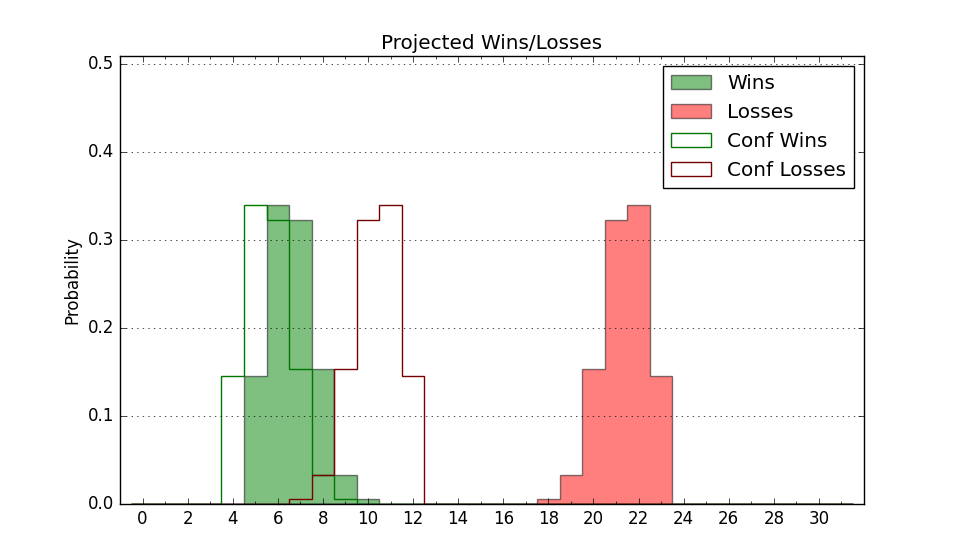 Projected Wins/Losses
0.5
0.4
0.3
0.2
0.1
0.0
Probability
Wins
Losses
Conf Wins
Conf Losses
0 2 4 6 8 10 12 14 16 18 20 22 24 26 28 30